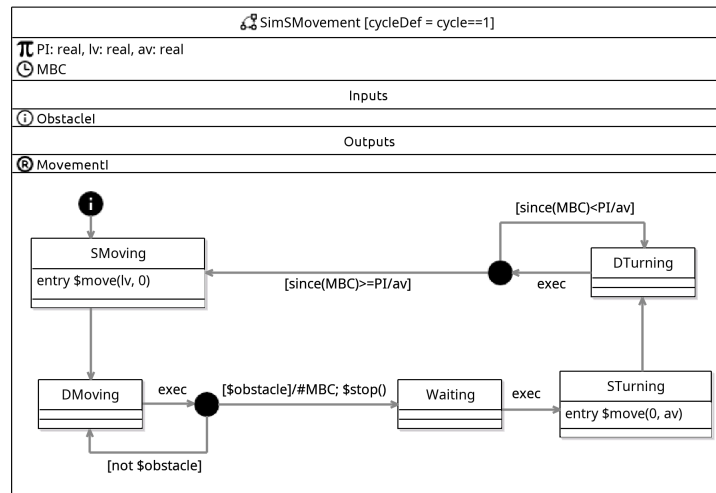 SimSMovement [cycleDef = cycle==1]
π PI: real, lv: real, av: real
MBC
Inputs
i ObstacleI
Outputs
R MovementI
i
[since(MBC)<PI/av]
SMoving
entry $move(lv, 0)
DTurning
[since(MBC)>=PI/av]
exec
DMoving
exec
[$obstacle]/#MBC; $stop()
Waiting
exec
STurning
entry $move(0, av)
[not $obstacle]